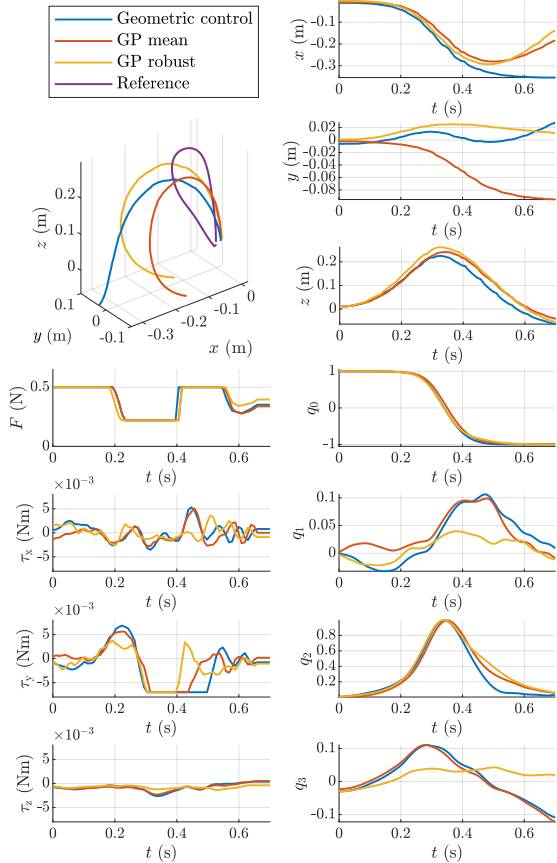 Geometric control
GP mean
GP robust
Reference
-0.1
-0.2
-0.3
x (m)
0 0.2 0.4 0.6
t (s)
0.02
0
-0.02
-0.04
-0.06
-0.08
y (m)
0 0.2 0.4 0.6
t (s)
0.2
0.1
0
z (m)
0.1
0
-0.1
y (m)
-0.3
-0.2
-0.1
0
x (m)
0.2
0.1
0
z (m)
0 0.2 0.4 0.6
t (s)
0.5
0
F (N)
0 0.2 0.4 0.6
t (s)
1
0
-1
q0
0 0.2 0.4 0.6
t (s)
×10−3
5
0
-5
τx (Nm)
0 0.2 0.4 0.6
t (s)
0.1
0.05
0
q1
0 0.2 0.4 0.6
t (s)
×10−3
5
0
-5
τy (Nm)
0 0.2 0.4 0.6
t (s)
0.8
0.6
0.4
0.2
q2
0 0.2 0.4 0.6
t (s)
×10−3
5
0
-5
τz (Nm)
0 0.2 0.4 0.6
t (s)
0.1
0
-0.1
q3
0 0.2 0.4 0.6
t (s)